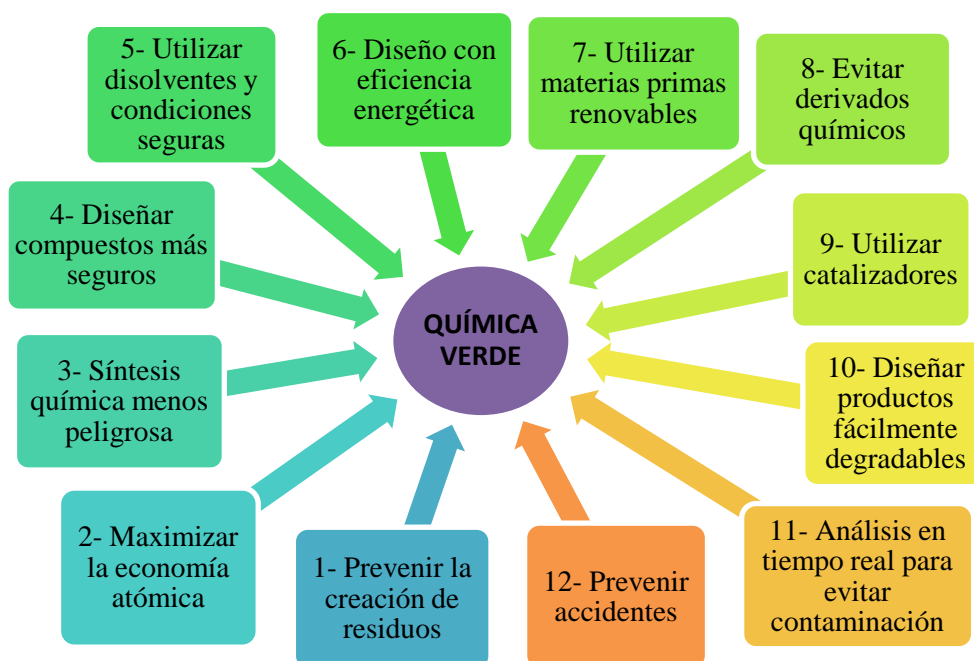 5- Utilizar
disolventes y
condiciones
seguras
6- Diseño con
eficiencia
energética
7- Utilizar
materias primas
renovables
8- Evitar
derivados
químicos
4- Diseñar
compuestos más
seguros
9- Utilizar
catalizadores
QUÍMICA
VERDE
3- Síntesis
química menos
peligrosa
10- Diseñar
productos
fácilmente
degradables
2- Maximizar
la economía
atómica
1- Prevenir la
creación de
residuos
12- Prevenir
accidentes
11- Análisis en
tiempo real para
evitar
contaminación